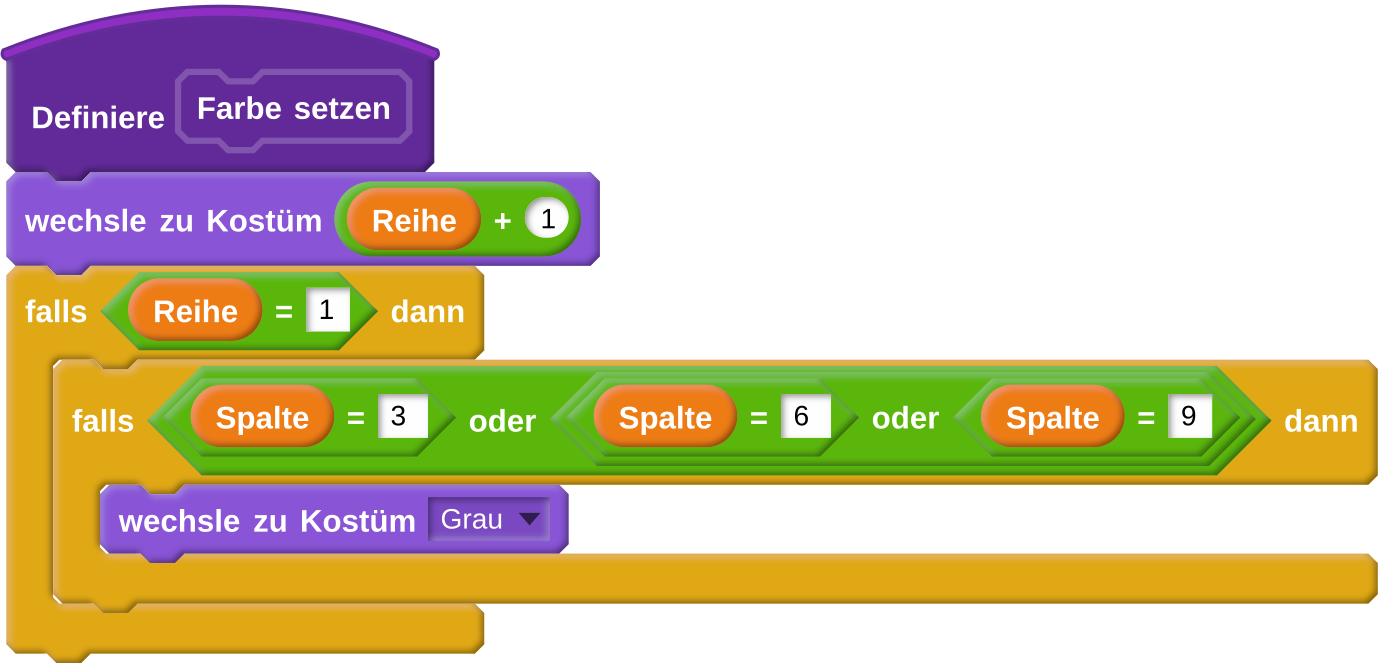 Definiere Farbe setzen
wechsle zu Kostüm Reihe + 1
falls Reihe = 1 dann
falls Spalte = 3 oder Spalte = 6 oder Spalte = 9 dann
wechsle zu Kostüm Grau